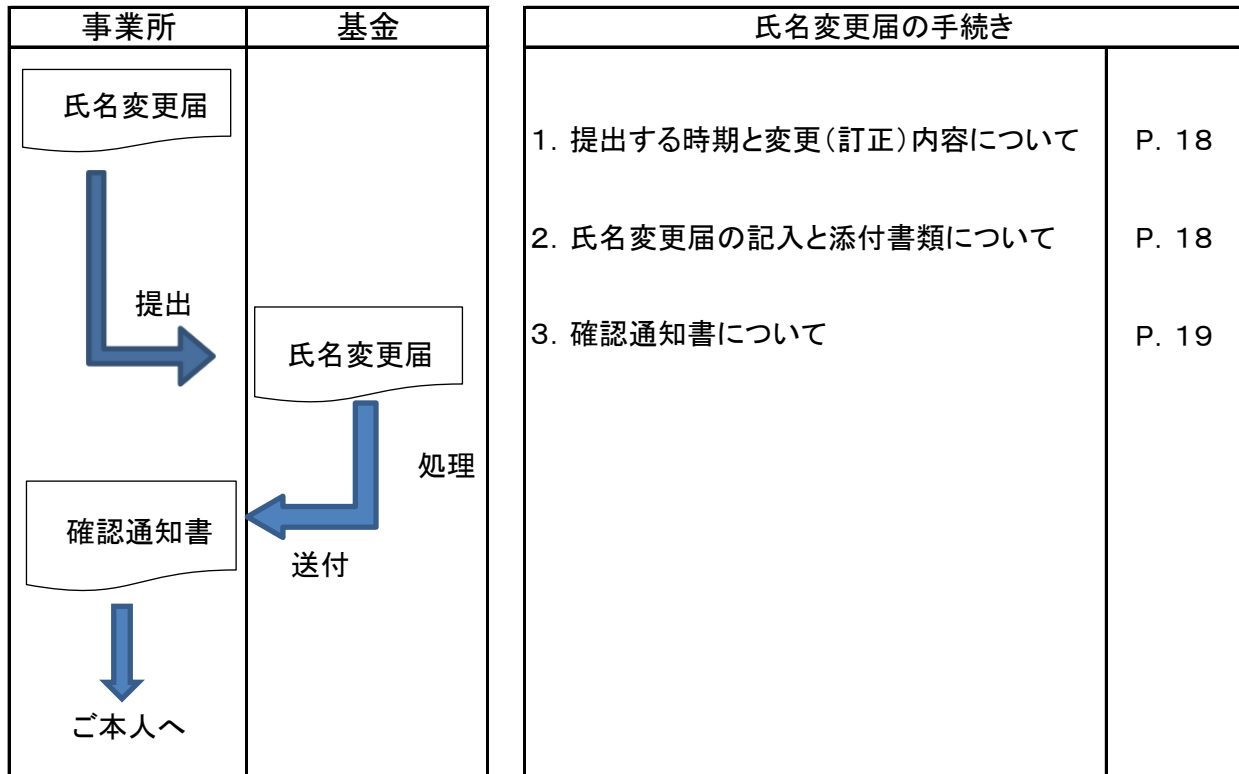 事業所
基金
氏名変更届
提出
氏名変更届
処理
確認通知書
送付
ご本人へ
氏名変更届の手続き
1．提出する時期と変更（訂正）内容について P．18
2．氏名変更届の記入と添付書類について P．18
3．確認通知書について P．19